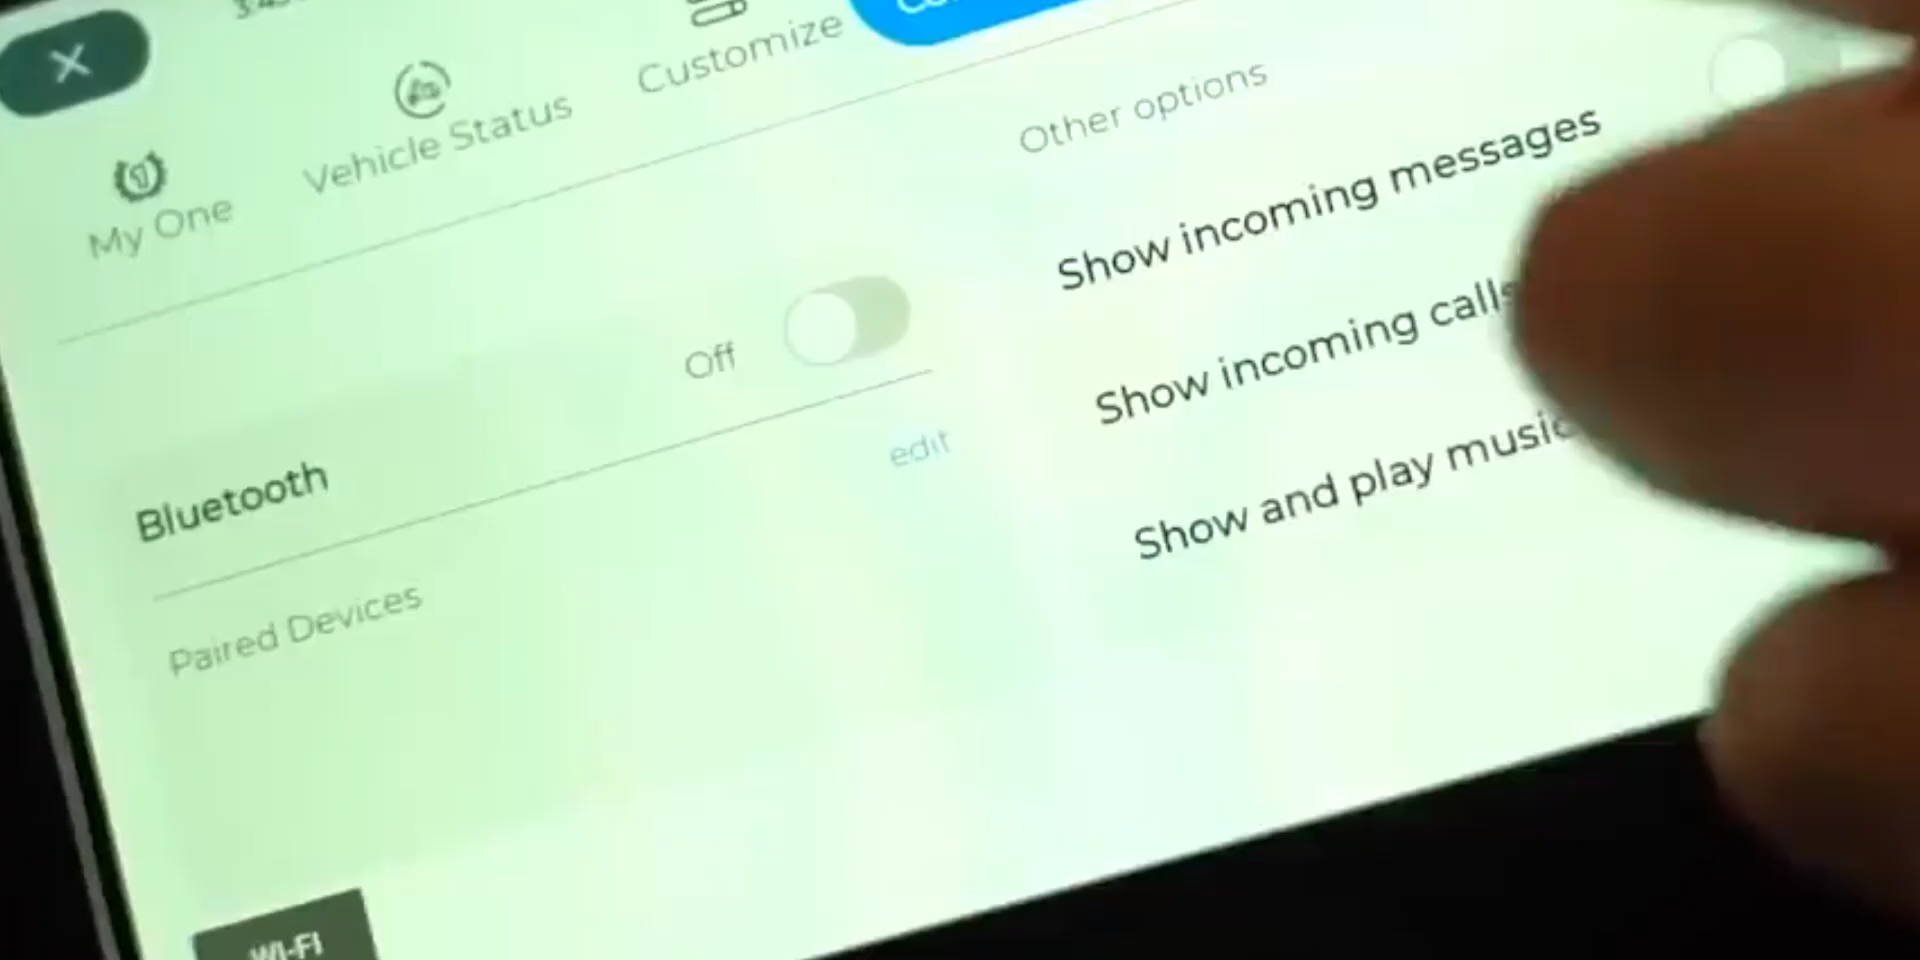 My One
Vehicle Status
Customize
Bluetooth
Off
Paired Devices
edit
WI-FI
Other options
Show incoming messages
Show incoming calls
Show and play music